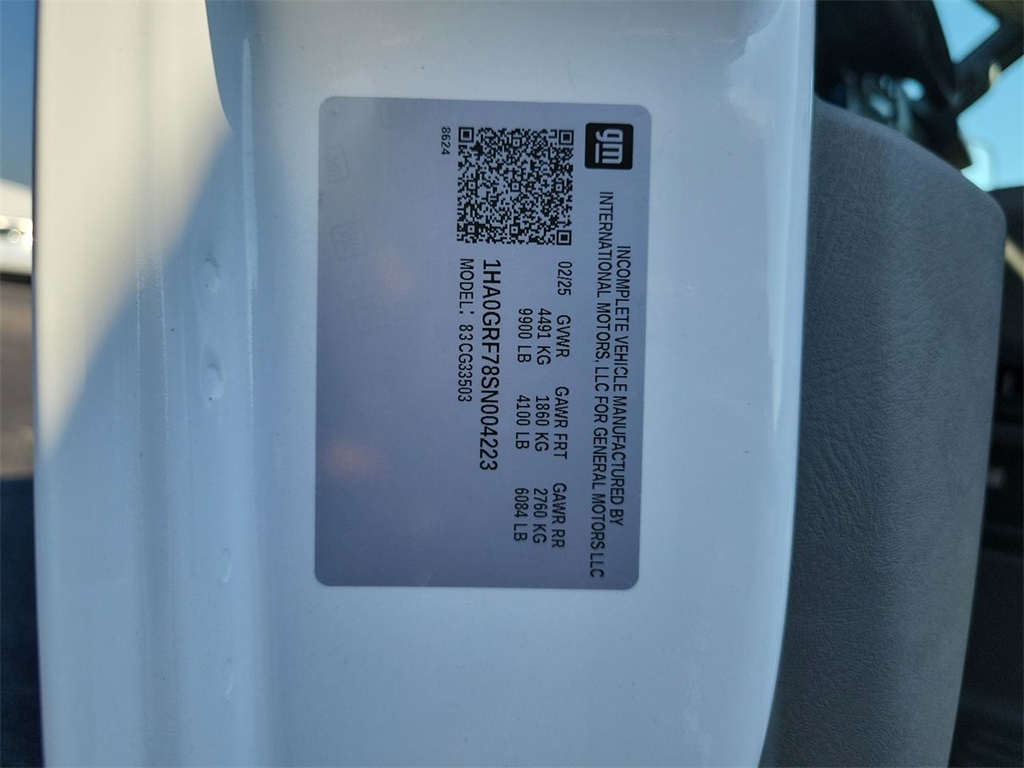 gm
INCOMPLETE VEHICLE MANUFACTURED BY
INTERNATIONAL MOTORS, LLC FOR GENERAL MOTORS LLC
02/25 GVWR GAWR FRT GAWR RR
4491 KG 1860 KG 2760 KG
9900 LB 4100 LB 6084 LB
1HA0GRF78SN004223
MODEL: 83CG33503
8624